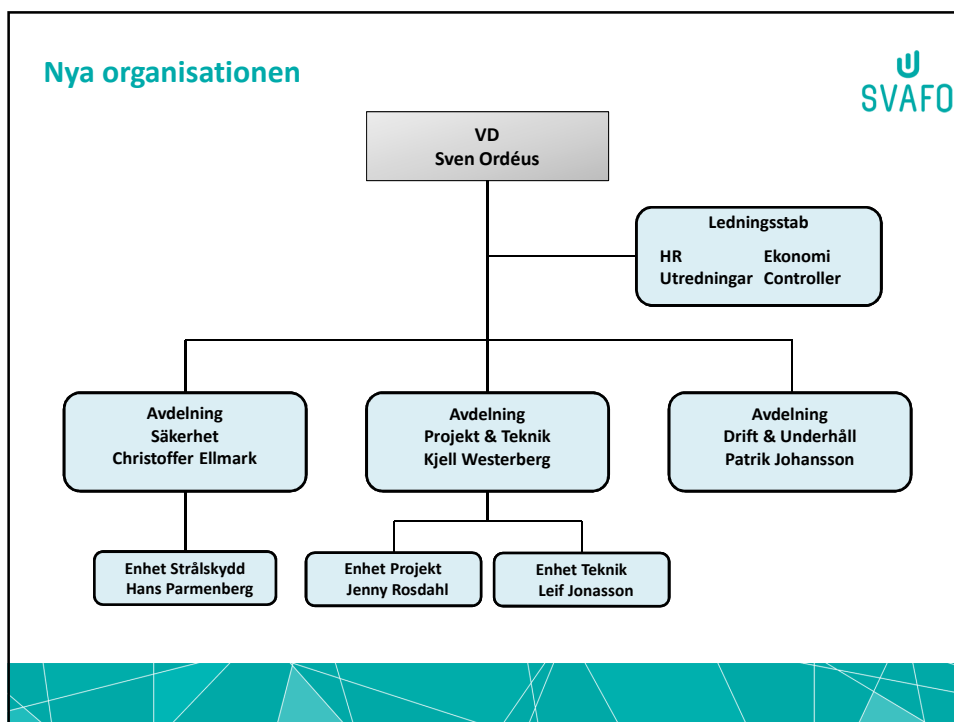 Nya organisationen
SVAFO
VD
Sven Ordéus
Ledningsstab
HR Ekonomi
Utredningar Controller
Avdelning
Säkerhet
Christoffer Ellmark
Avdelning
Projekt & Teknik
Kjell Westerberg
Avdelning
Drift & Underhåll
Patrik Johansson
Enhet Strålskydd
Hans Parmenberg
Enhet Projekt
Jenny Rosdahl
Enhet Teknik
Leif Jonasson